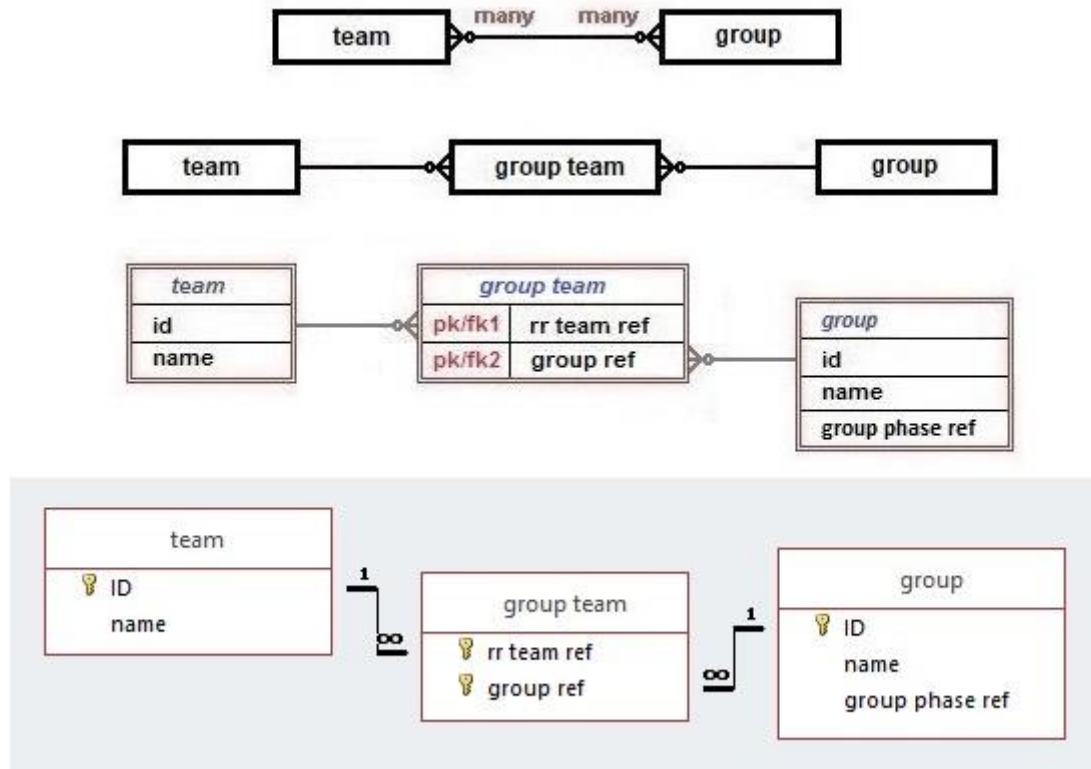 many many
team group
team group team group
team
id
name
group team
pk/fk1 rr team ref
pk/fk2 group ref
group
id
name
group phase ref
team
ID
name
1
∞
group team
rr team ref
group ref
1
∞
group
ID
name
group phase ref